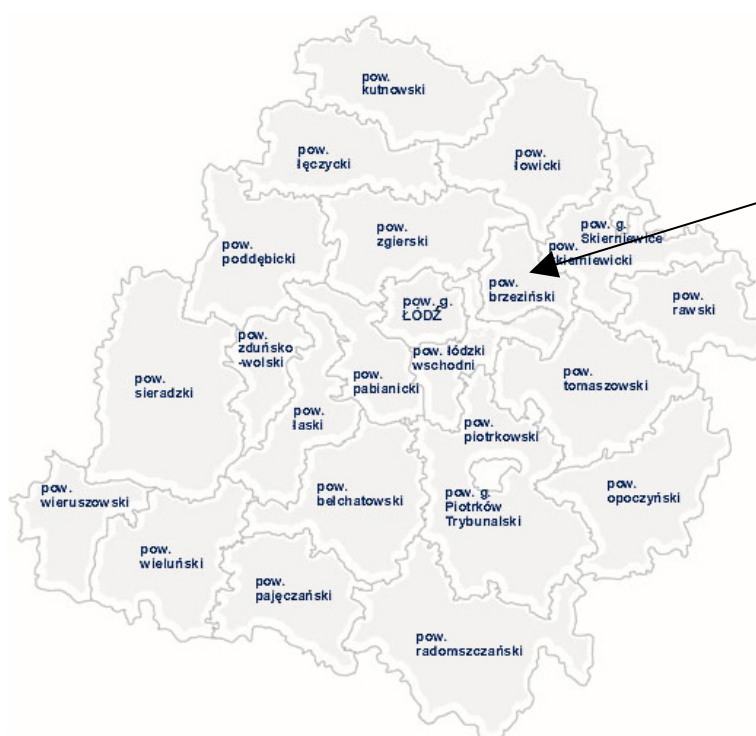 pow.
kutnowski
pow.
łęczycki
pow.
łowicki
pow. g.
Skierniewice
pow.
skierniewicki
pow.
zgierski
pow.
poddębicki
pow.
brzeziński
pow. g.
ŁÓDŹ
pow.
rawski
pow.
zduńsko
-wolski
pow. łódzki
wschodni
pow.
pabianicki
pow.
tomaszowski
pow.
sieradzki
pow.
łaski
pow.
piotrkowski
pow.
bełchatowski
pow. g.
Piotrków
Trybunalski
pow.
opoczyński
pow.
wieruszowski
pow.
wieluński
pow.
pajęczański
pow.
radomszczański